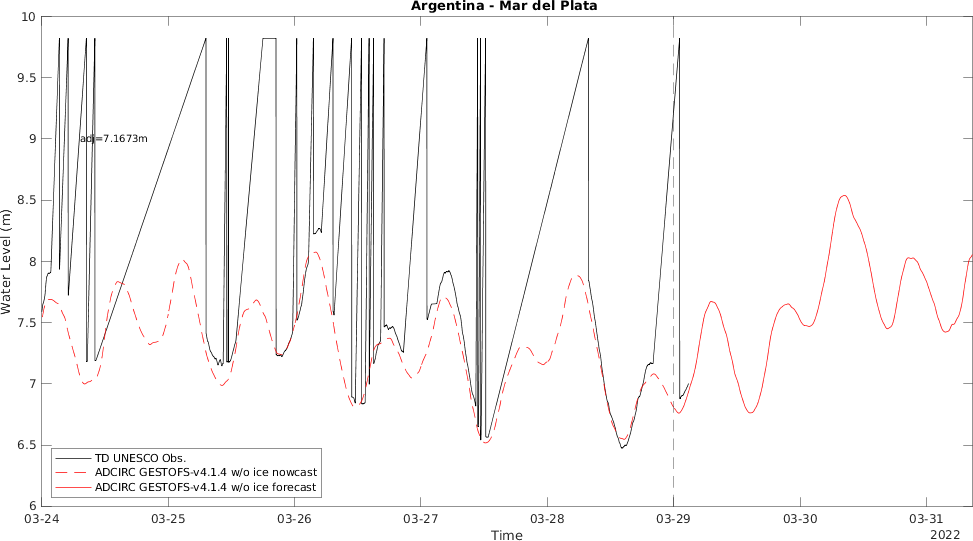 Argentina - Mar del Plata
10
9.5
9
8.5
8
7.5
7
6.5
6
Water Level (m)
adj=7.1673m
TD UNESCO Obs.
ADCIRC GESTOFS-v4.1.4 w/o ice nowcast
ADCIRC GESTOFS-v4.1.4 w/o ice forecast
03-24 03-25 03-26 03-27 03-28 03-29 03-30 03-31
Time
2022